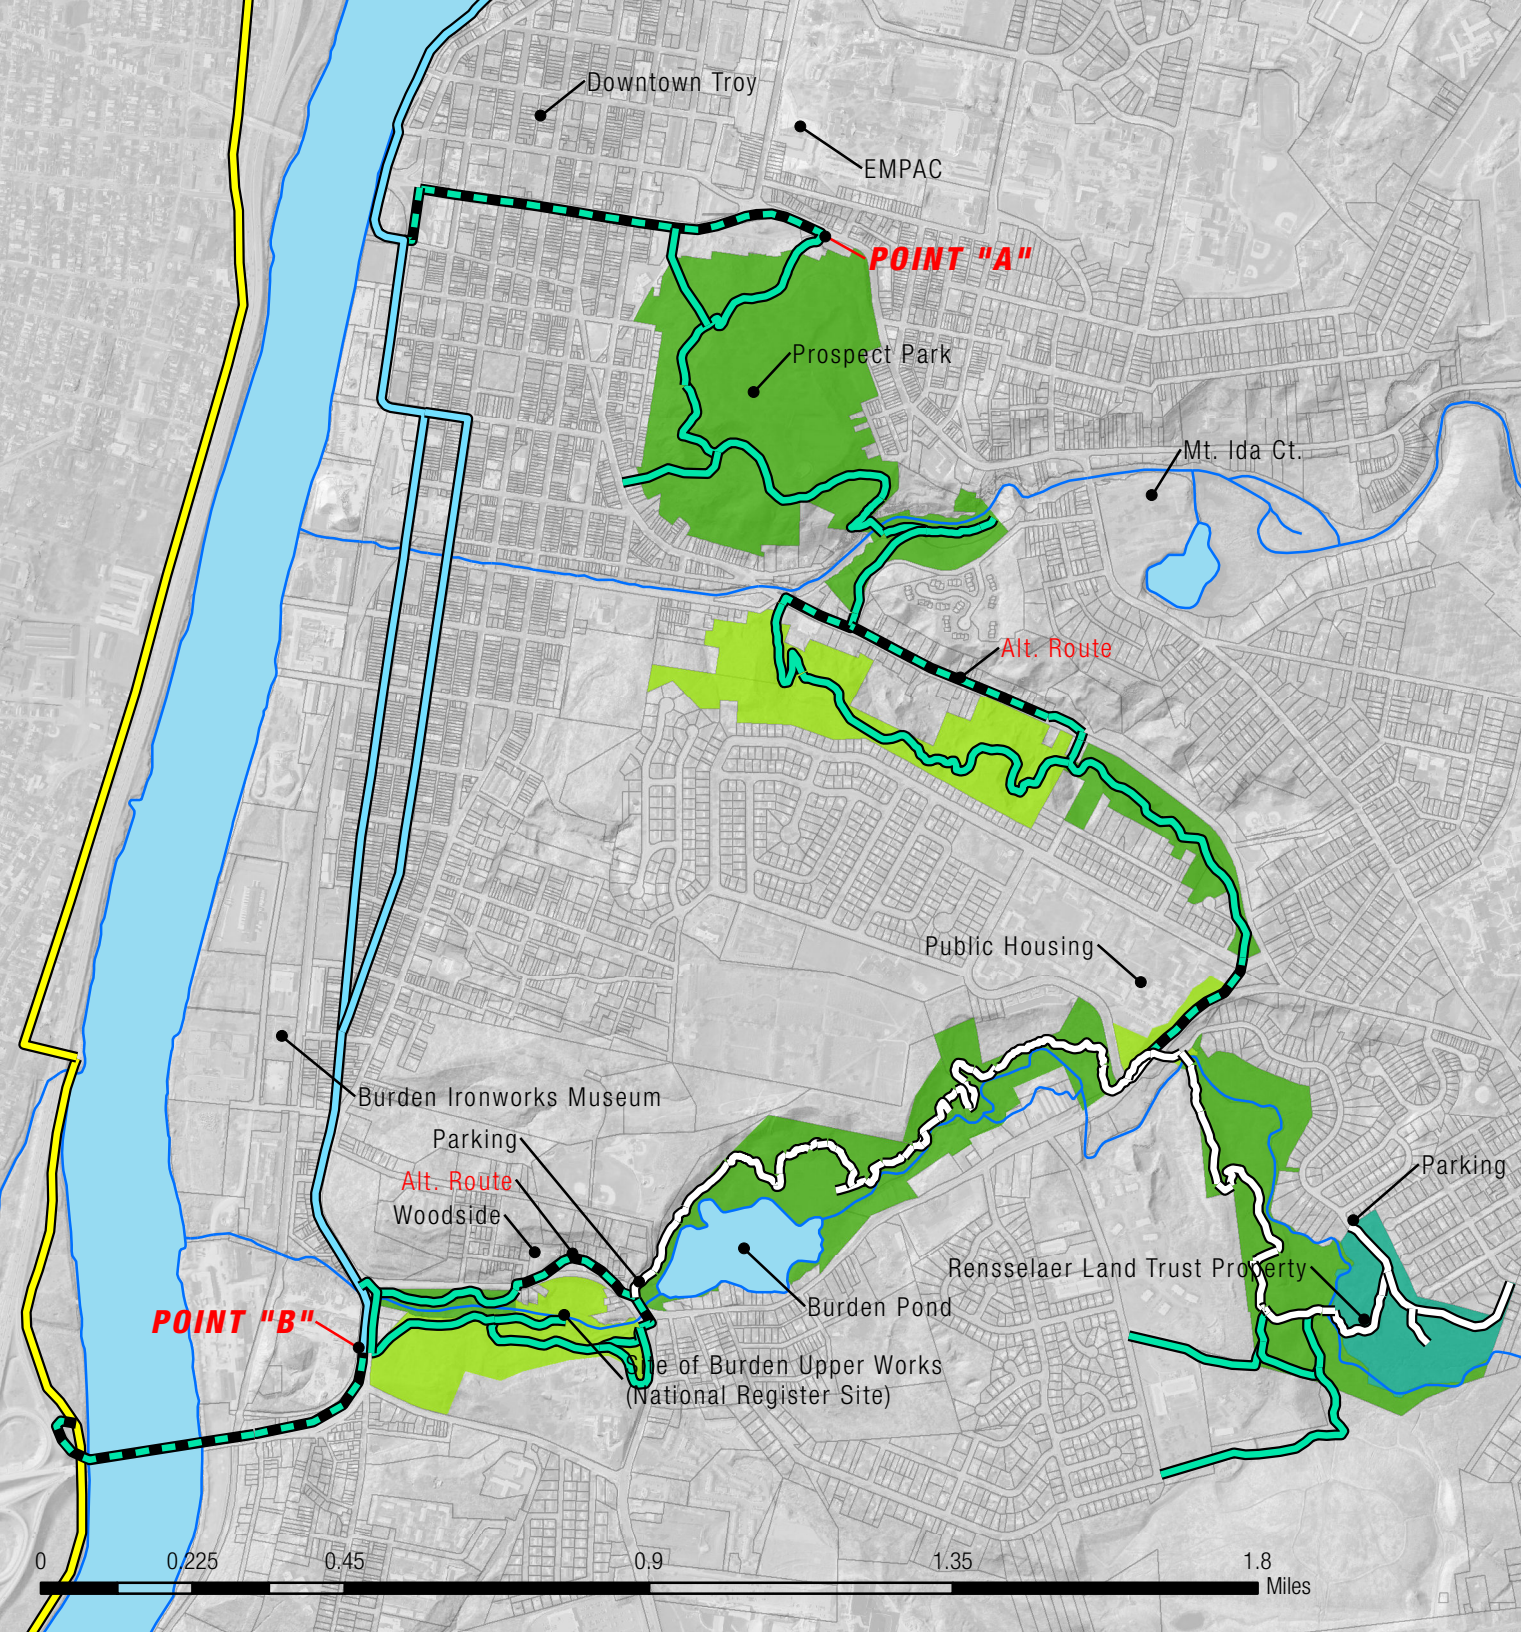 Downtown Troy
EMPAC
POINT "A"
Prospect Park
Mt. Ida Ct.
Alt. Route
Public Housing
Burden Ironworks Museum
Parking
Alt. Route
Woodside
Parking
Rensselaer Land Trust Property
Burden Pond
POINT "B"
Site of Burden Upper Works
(National Register Site)
0 0.225 0.45 0.9 1.35 1.8
Miles